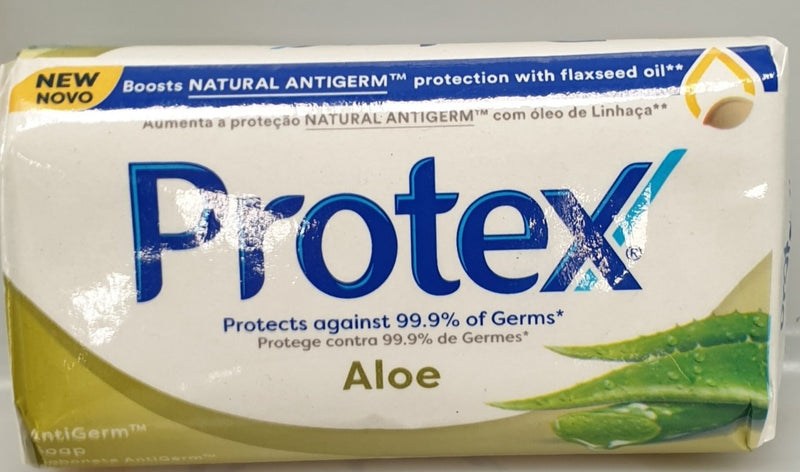 NEW
NOVO
Boosts NATURAL ANTIGERM™ protection with flaxseed oil**
Aumenta a proteção NATURAL ANTIGERM™ com óleo de Linhaça**
Protex®
Protects against 99.9% of Germs*
Protege contra 99.9% de Germes*
Aloe
AntiGerm™
AntiGerm™